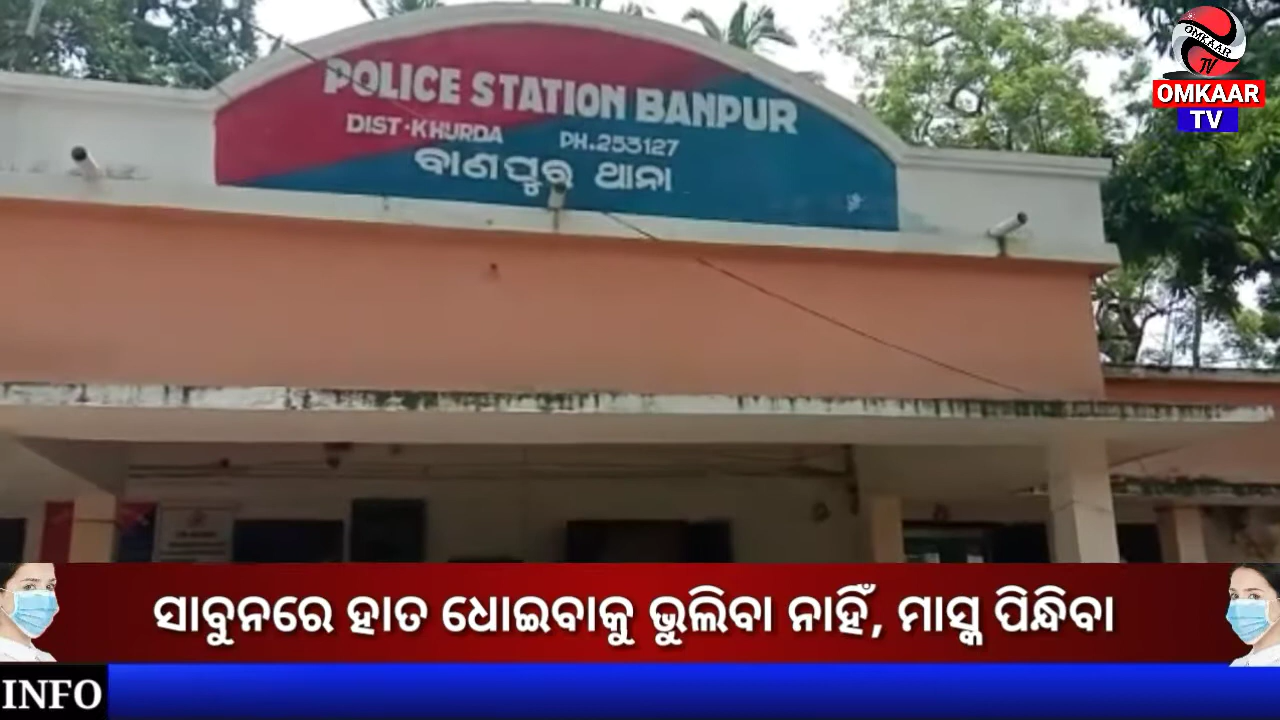 POLICE STATION BANPUR
DIST-KHURDA PH.253127
ବାଣପୁର ଥାନା
OMKAAR TV
OMKAAR
TV
ସାବୁନରେ ହାତ ଧୋଇବାକୁ ଭୁଲିବା ନାହିଁ, ମାସ୍କ ପିନ୍ଧିବା
INFO